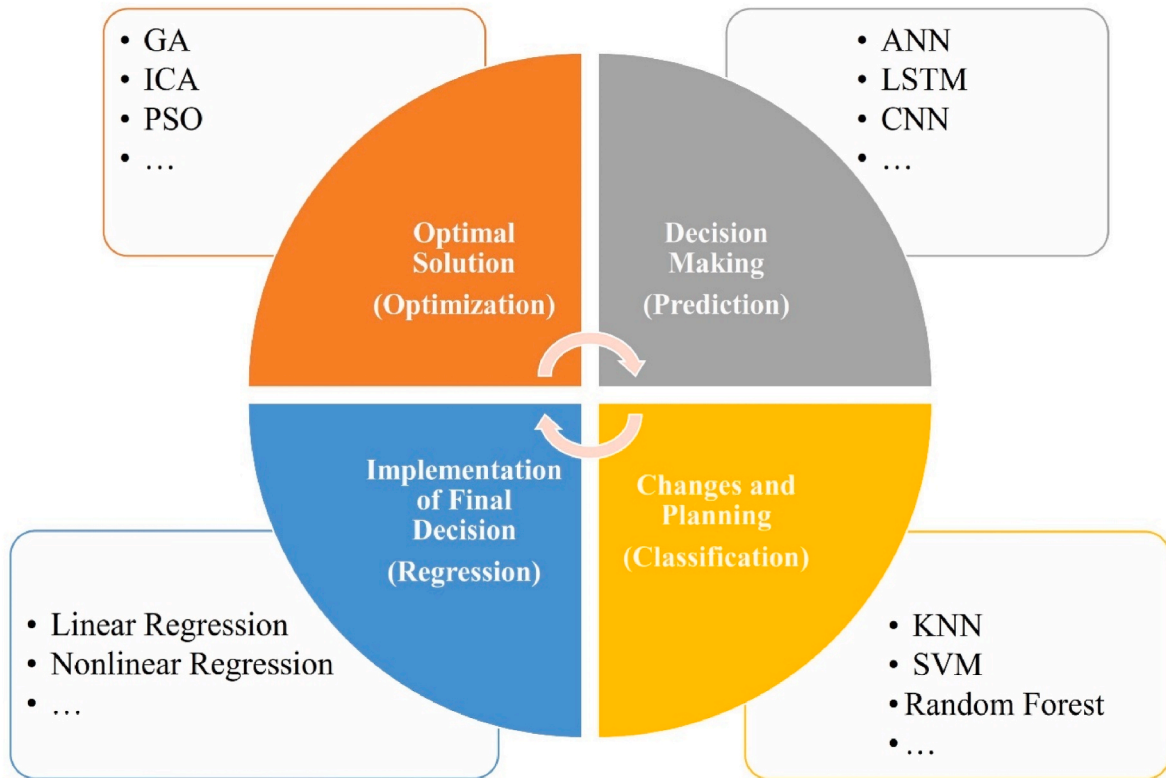 • GA
• ICA
• PSO
• …
• ANN
• LSTM
• CNN
• …
Optimal
Solution
(Optimization)
Decision
Making
(Prediction)
Implementation
of Final
Decision
(Regression)
Changes and
Planning
(Classification)
• Linear Regression
• Nonlinear Regression
• …
• KNN
• SVM
• Random Forest
• …